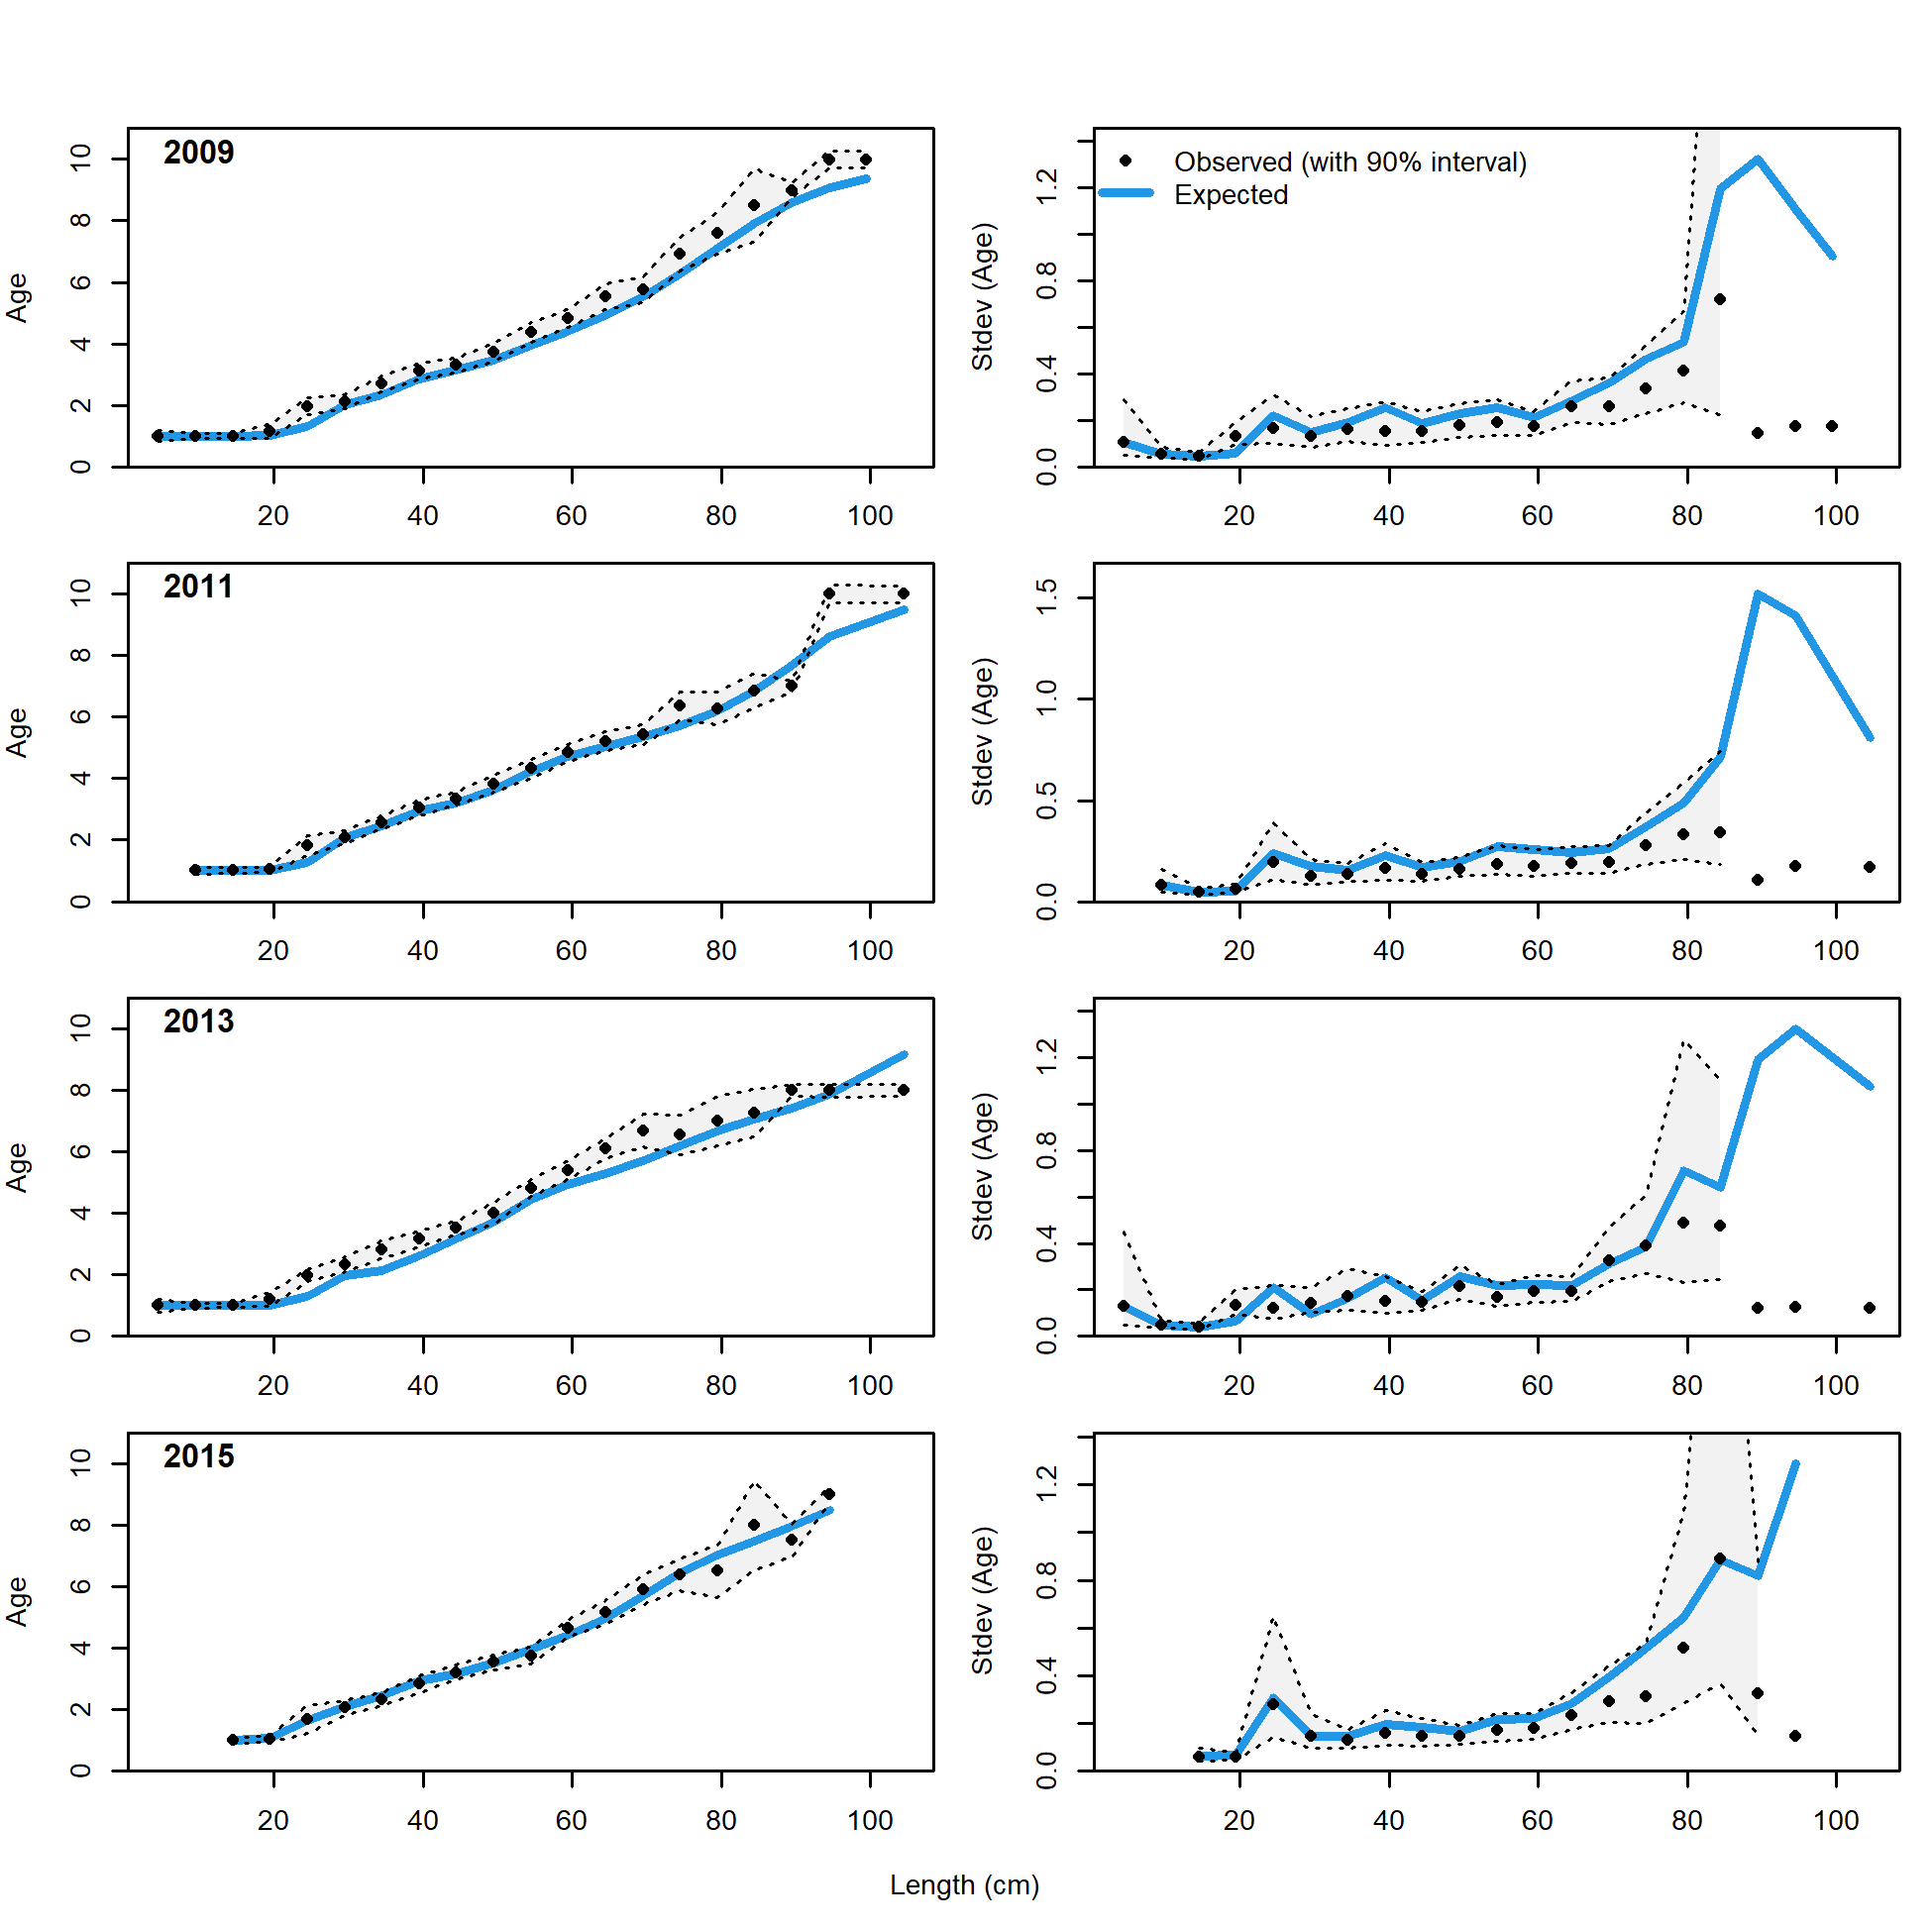 2009
Age
0 2 4 6 8 10
20 40 60 80 100
Observed (with 90% interval)
Expected
Stdev (Age)
0.0 0.4 0.8 1.2
20 40 60 80 100
2011
Age
0 2 4 6 8 10
20 40 60 80 100
Stdev (Age)
0.0 0.5 1.0 1.5
20 40 60 80 100
2013
Age
0 2 4 6 8 10
20 40 60 80 100
Stdev (Age)
0.0 0.4 0.8 1.2
20 40 60 80 100
2015
Age
0 2 4 6 8 10
20 40 60 80 100
Stdev (Age)
0.0 0.4 0.8 1.2
20 40 60 80 100
Length (cm)